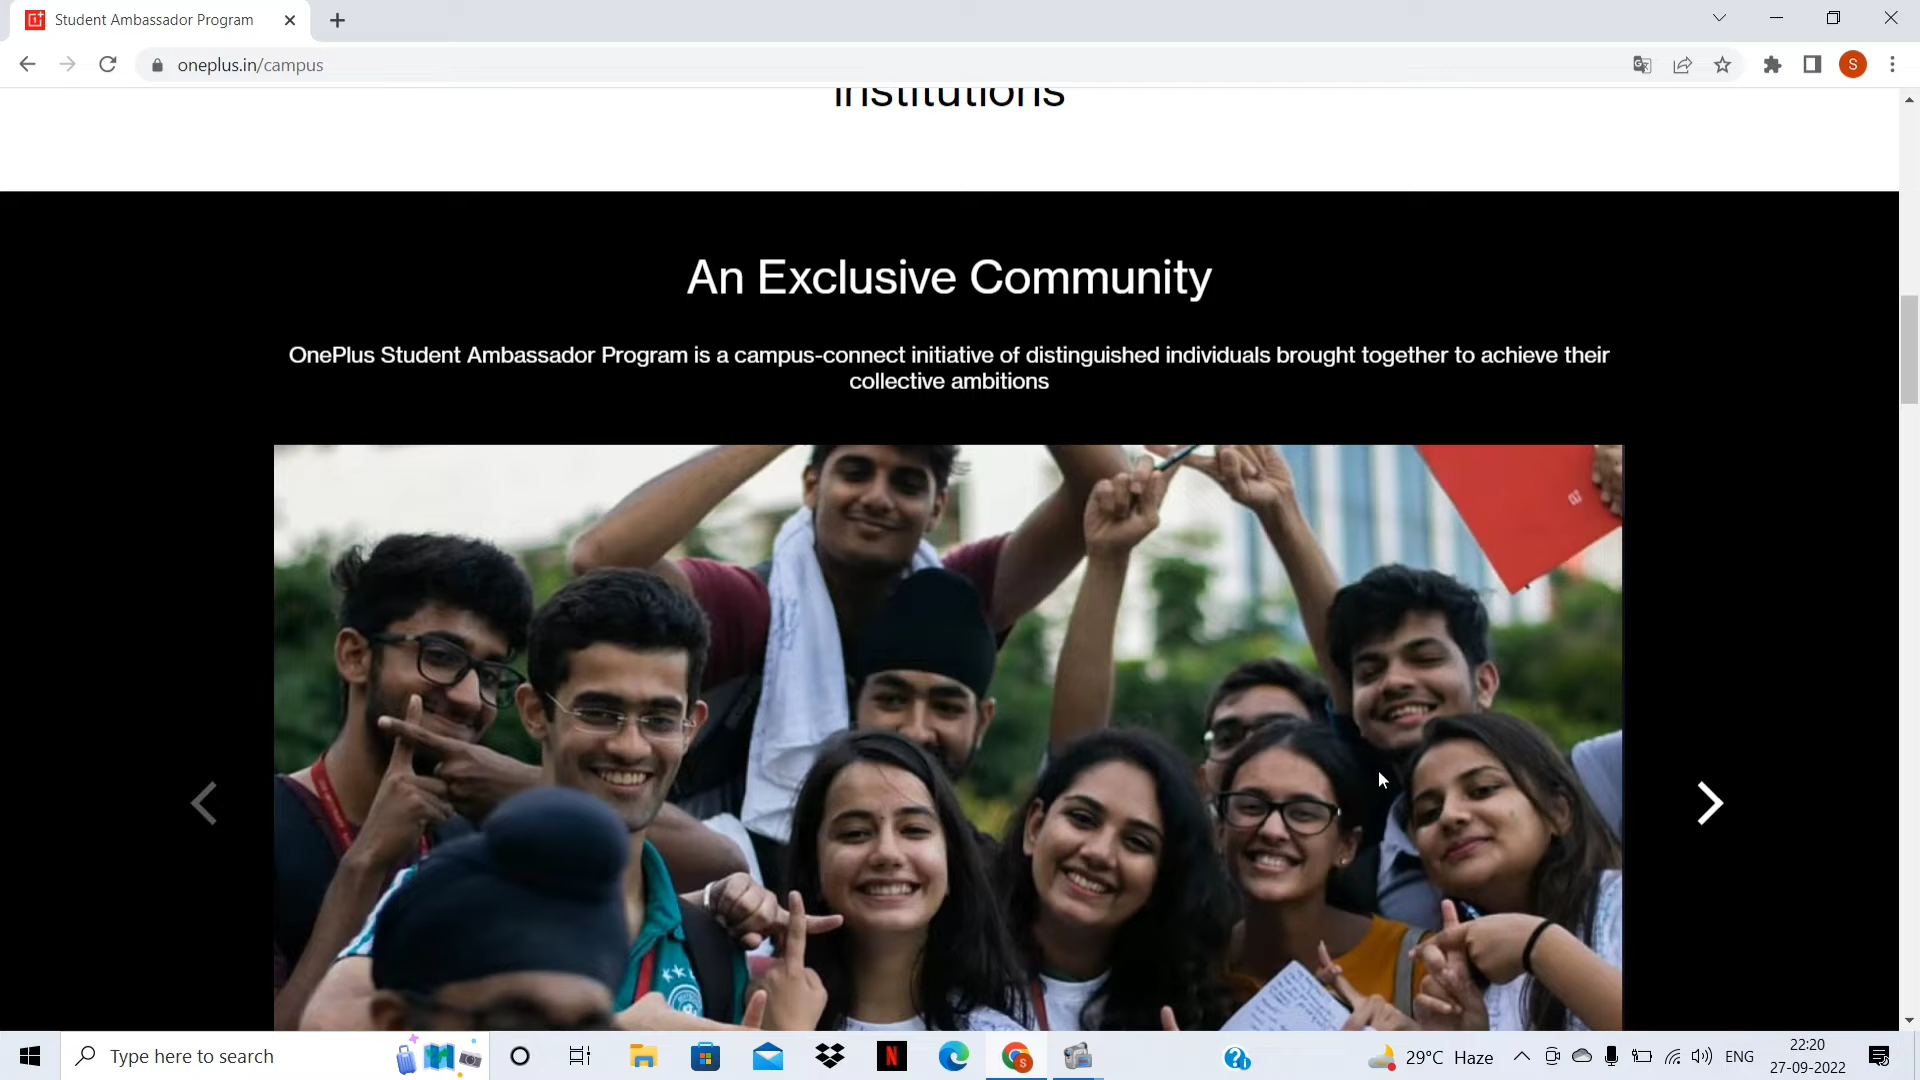 Student Ambassador Program
oneplus.in/campus
S
institutions
An Exclusive Community
OnePlus Student Ambassador Program is a campus-connect initiative of distinguished individuals brought together to achieve their
collective ambitions
Type here to search
29°C Haze
ENG
22:20
27-09-2022